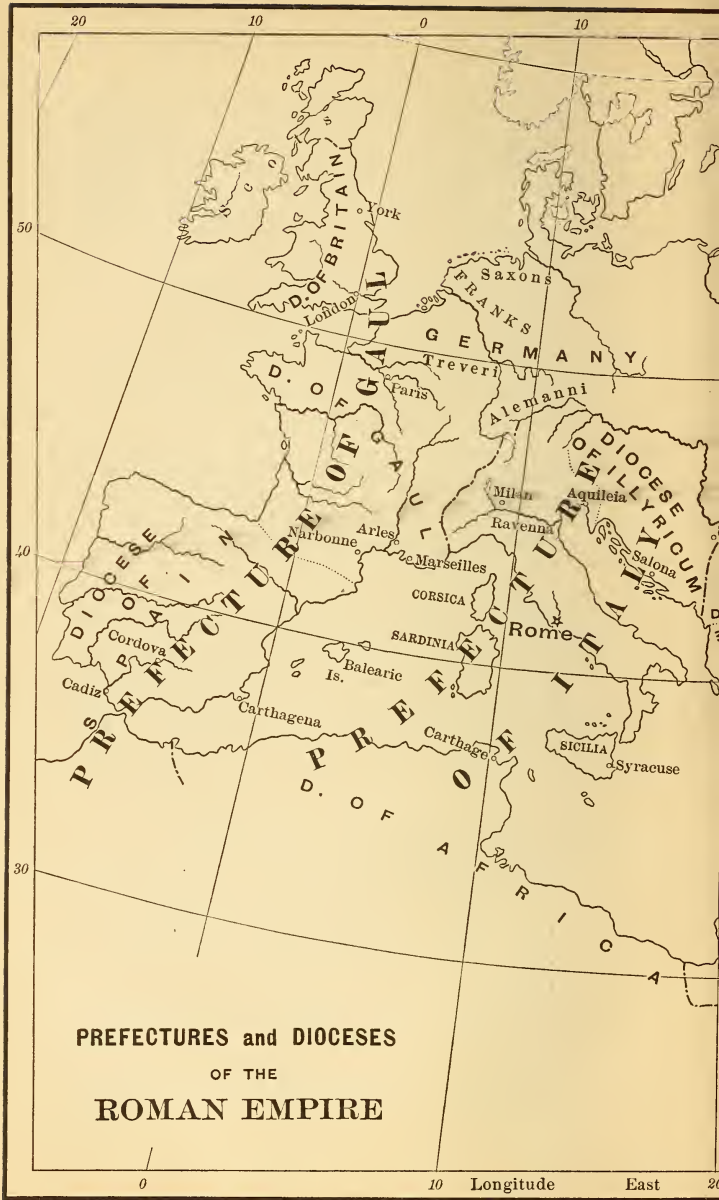 20
10
0
10
50
40
30
S C O
D. OF BRITAIN
York
London
Saxons
FRANKS
GERMANY
Treveri
Alemanni
D. OF GAUL
Paris
PREFECTURE OF GAUL
DIOCESE OF ILLYRICUM
Milan
Aquileia
Ravenna
Salona
Narbonne
Arles
Marseilles
CORSICA
SARDINIA
Rome
DIOCESE
OF
SPAIN
Cordova
Cadiz
Balearic
Is.
Carthagena
PREFECTURE OF ITALY
Carthage
SICILIA
Syracuse
D. OF AFRICA
D
PREFECTURES and DIOCESES
OF THE
ROMAN EMPIRE
0
10
Longitude East
20